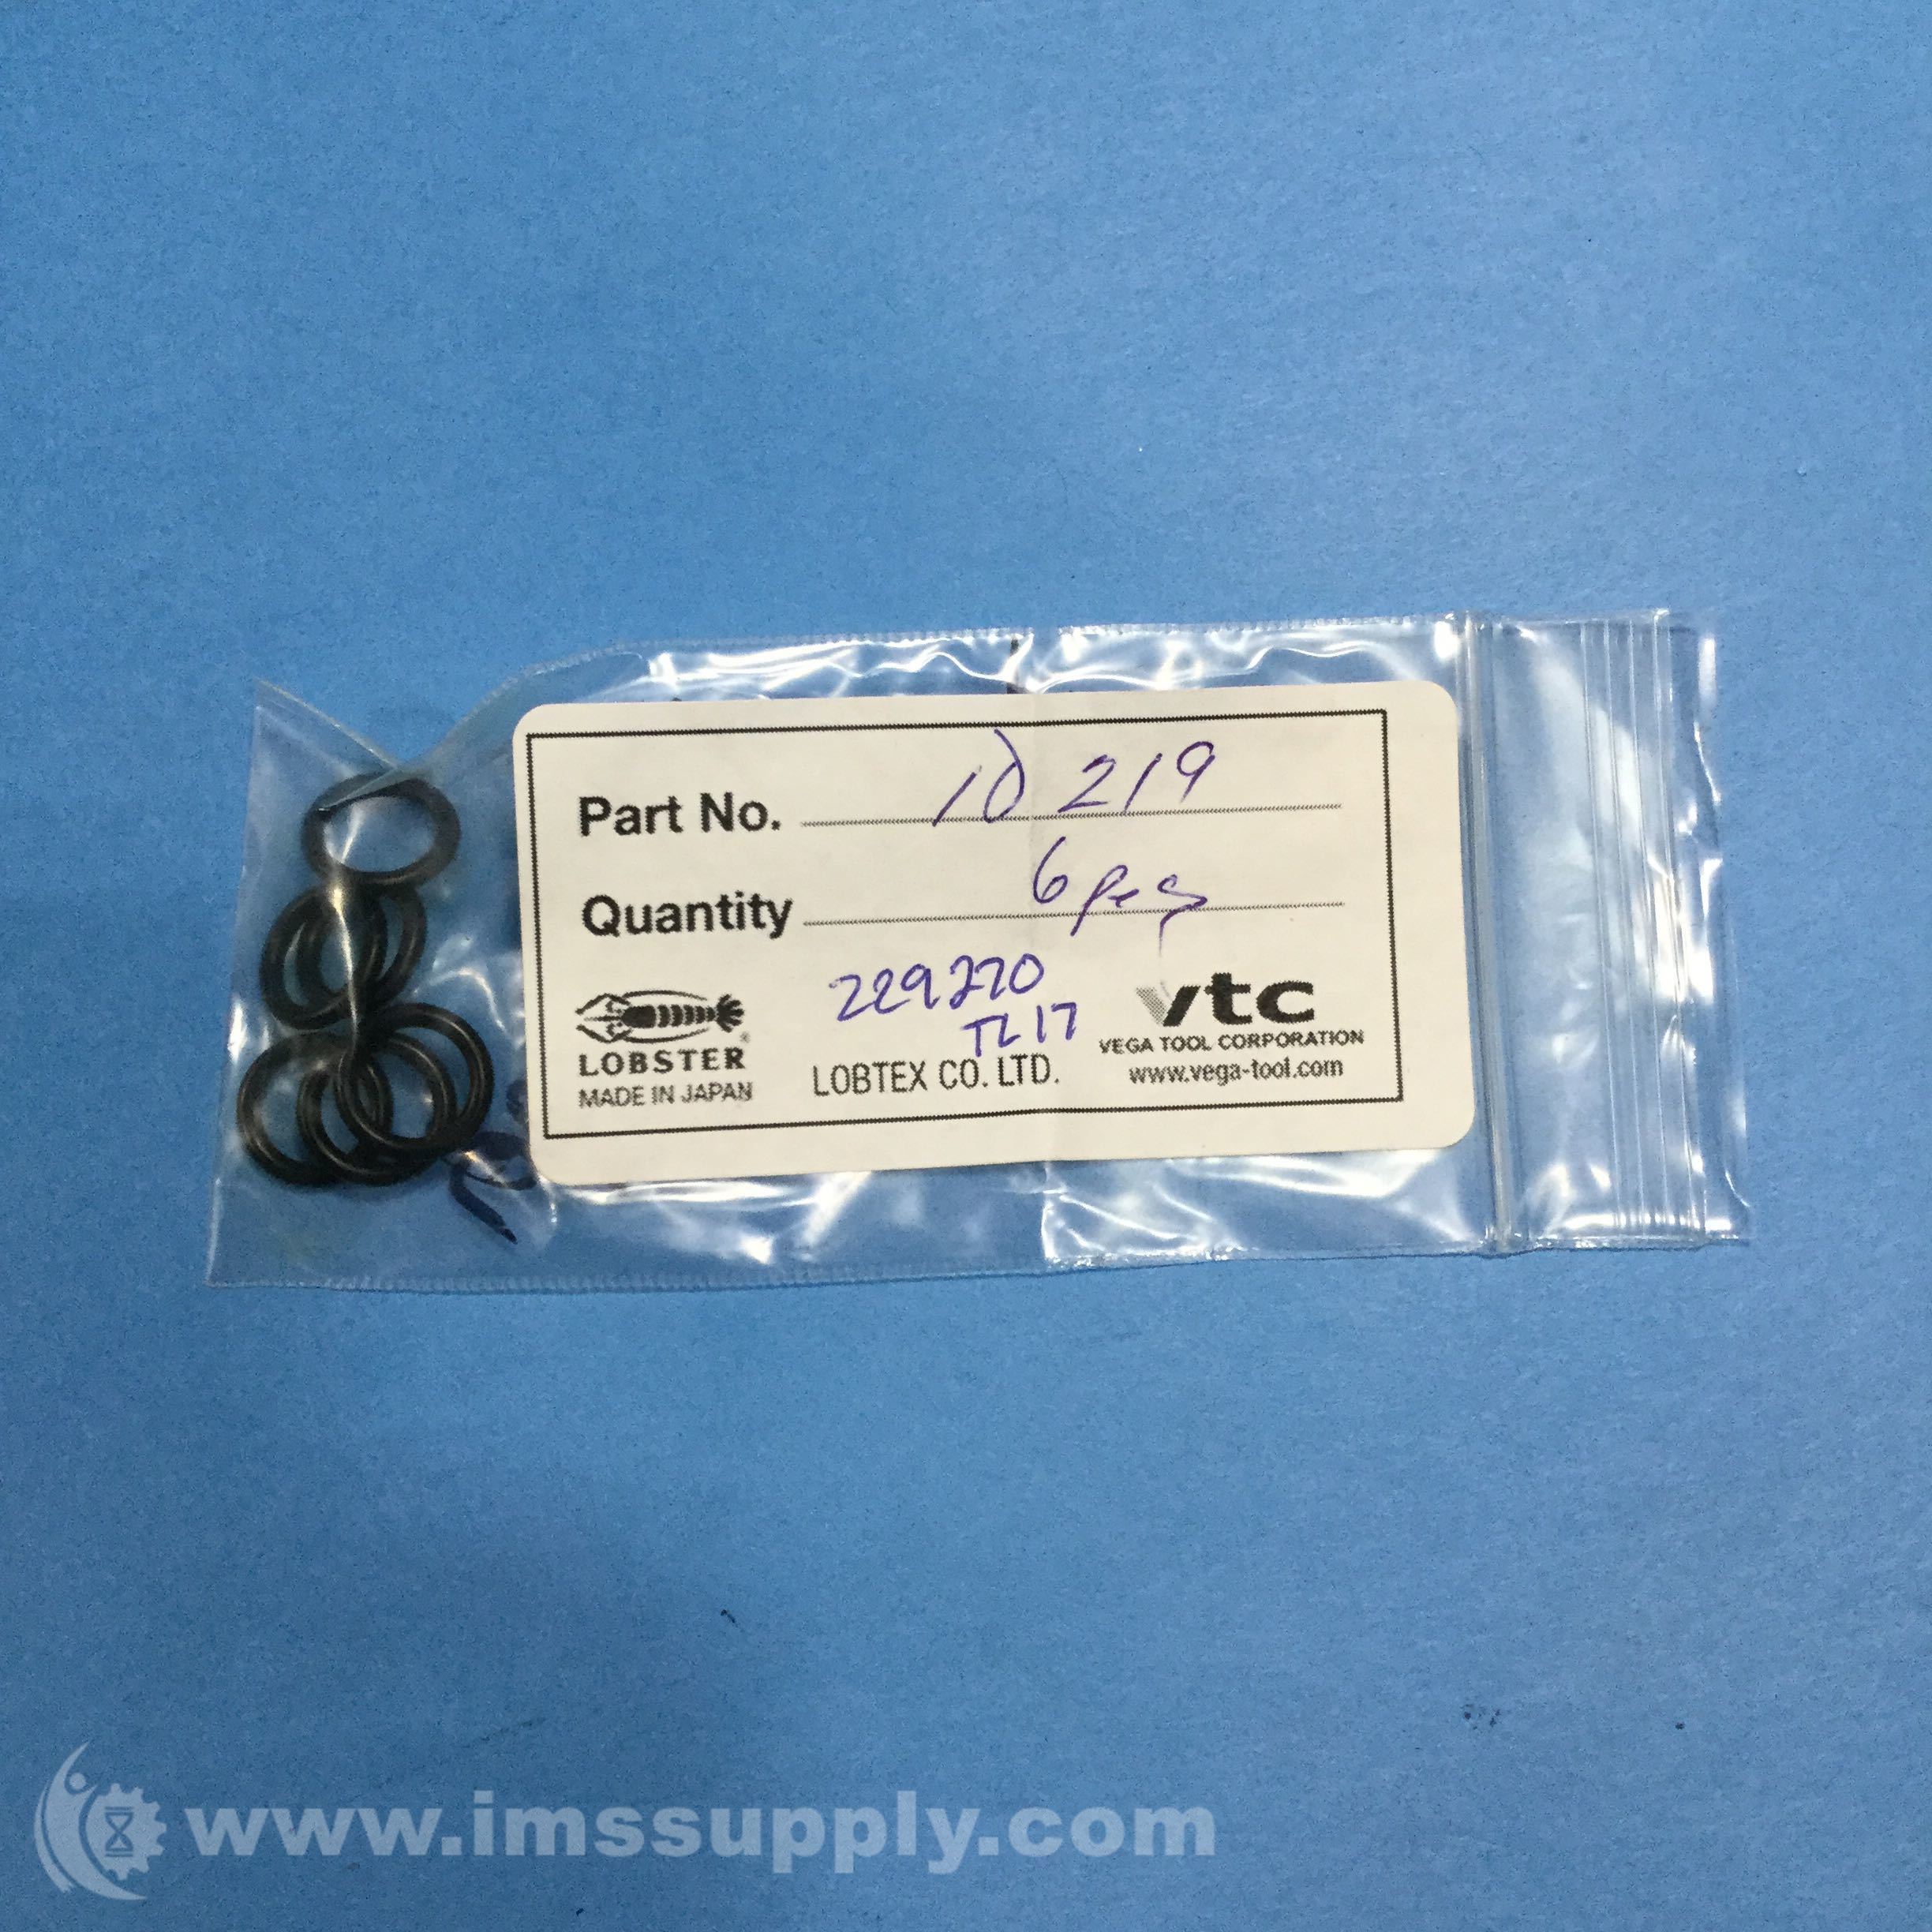 Part No. 10219
Quantity 6 pcs
229270
TL17
LOBSTER
MADE IN JAPAN
LOBTEX CO. LTD.
vtc
VEGA TOOL CORPORATION
www.vega-tool.com
www.imssupply.com